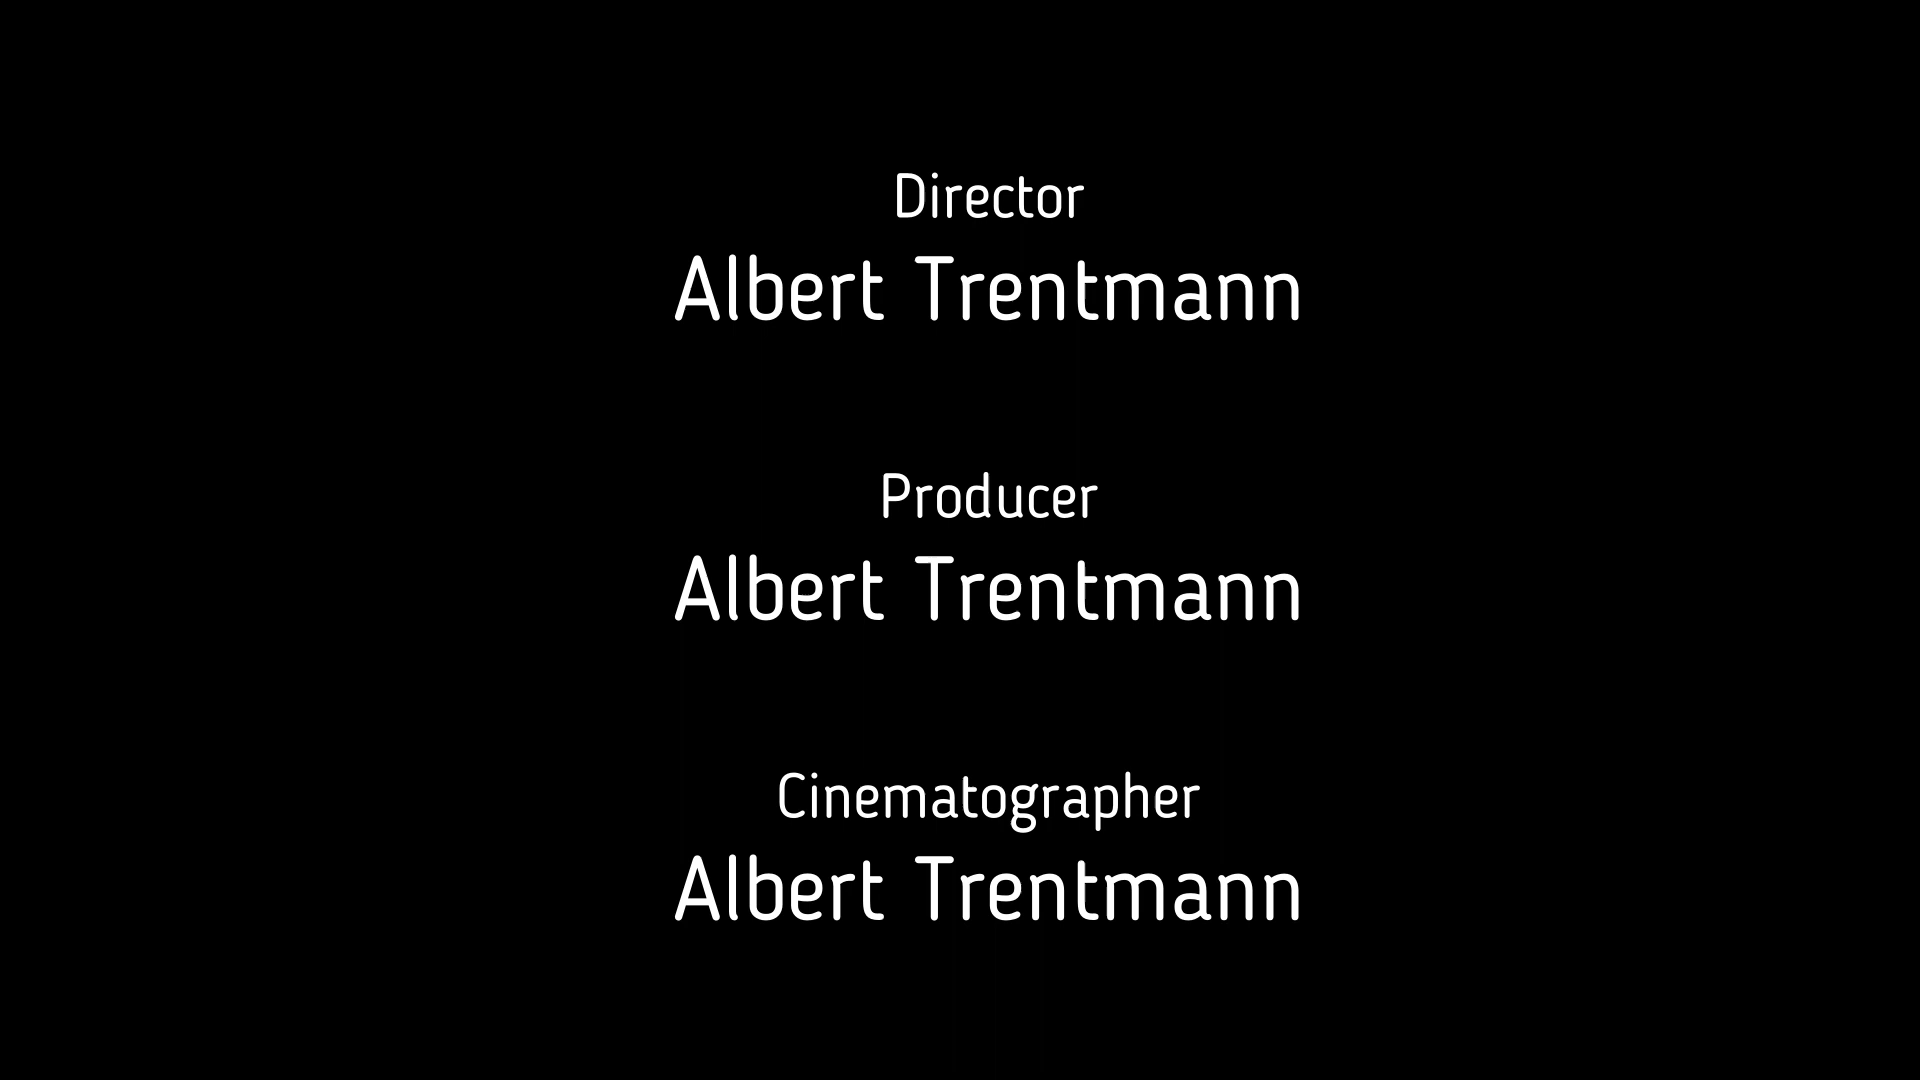 Director
Albert Trentmann
Producer
Albert Trentmann
Cinematographer
Albert Trentmann